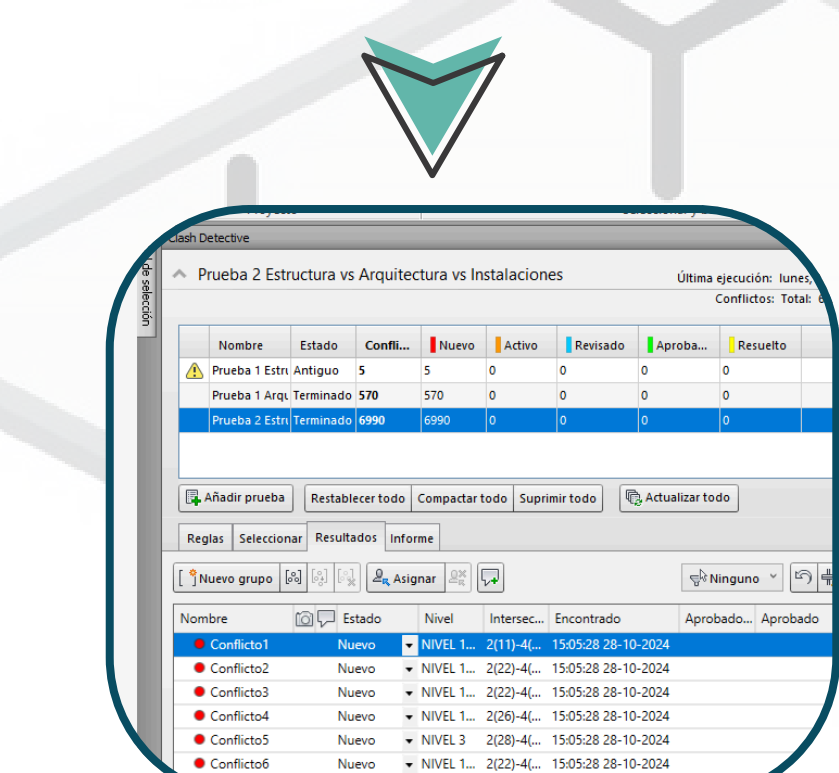 Clash Detective
de selección
Prueba 2 Estructura vs Arquitectura vs Instalaciones
Última ejecución: lunes,
Conflictos: Total:
Nombre Estado Confli... Nuevo Activo Revisado Aproba... Resuelto
Prueba 1 Estru Antiguo 5 5 0 0 0 0
Prueba 1 Arqu Terminado 570 570 0 0 0 0
Prueba 2 Estru Terminado 6990 6990 0 0 0 0
Añadir prueba Restablecer todo Compactar todo Suprimir todo Actualizar todo
Reglas Seleccionar Resultados Informe
Nuevo grupo Asignar Ninguno
Nombre Estado Nivel Intersec... Encontrado Aprobado... Aprobado
Conflicto1 Nuevo NIVEL 1... 2(11)-4(... 15:05:28 28-10-2024
Conflicto2 Nuevo NIVEL 1... 2(22)-4(... 15:05:28 28-10-2024
Conflicto3 Nuevo NIVEL 1... 2(22)-4(... 15:05:28 28-10-2024
Conflicto4 Nuevo NIVEL 1... 2(26)-4(... 15:05:28 28-10-2024
Conflicto5 Nuevo NIVEL 3 2(28)-4(... 15:05:28 28-10-2024
Conflicto6 Nuevo NIVEL 1... 2(22)-4(... 15:05:28 28-10-2024